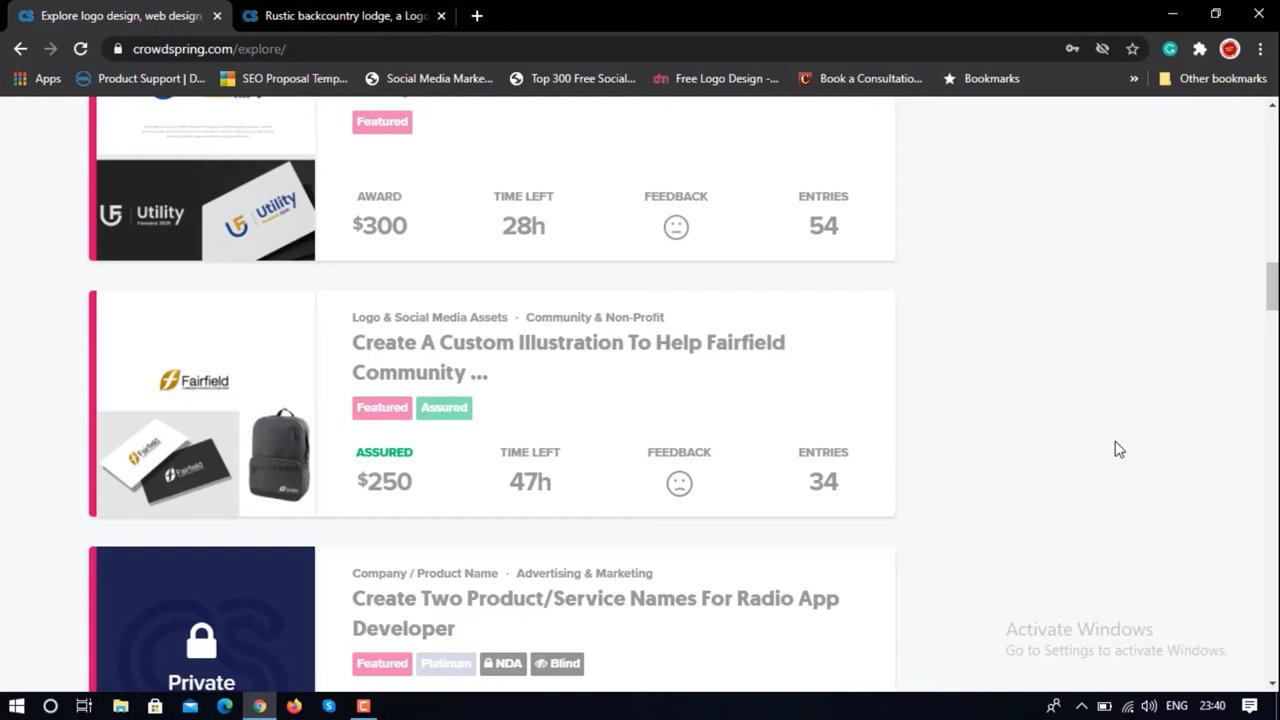 Explore logo design, web design,
Rustic backcountry lodge, a Logo
crowdspring.com/explore/
Apps
Product Support | D...
SEO Proposal Temp...
Social Media Marke...
Top 300 Free Social...
Free Logo Design -...
Book a Consultatio...
Bookmarks
»
Other bookmarks
Featured
Utility
Utility
AWARD
TIME LEFT
FEEDBACK
ENTRIES
$300
28h
54
Logo & Social Media Assets · Community & Non-Profit
Create A Custom Illustration To Help Fairfield
Community ...
Featured
Assured
Fairfield
Fairfield
Fairfield
ASSURED
TIME LEFT
FEEDBACK
ENTRIES
$250
47h
34
Company / Product Name · Advertising & Marketing
Create Two Product/Service Names For Radio App
Developer
Featured
Platinum
NDA
Blind
Private
Activate Windows
Go to Settings to activate Windows.
ENG
23:40